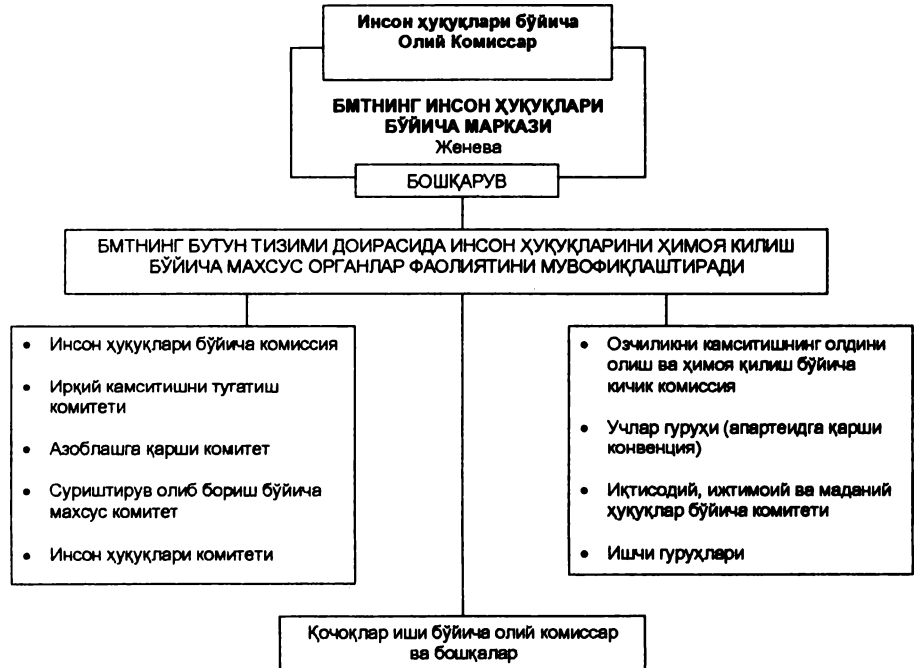 Инсон ҳуқуқлари бўйича
Олий Комиссар
БМТНИНГ ИНСОН ҲУҚУҚЛАРИ
БЎЙИЧА МАРКАЗИ
Женева
БОШҚАРУВ
БМТНИНГ БУТУН ТИЗИМИ ДОИРАСИДА ИНСОН ҲУҚУҚЛАРИНИ ҲИМОЯ КИЛИШ
БЎЙИЧА МАХСУС ОРГАНЛАР ФАОЛИЯТИНИ МУВОФИҚЛАШТИРАДИ
• Инсон ҳуқуқлари бўйича комиссия
• Ирқий камситишни тугатиш
комитети
• Азоблашга қарши комитет
• Суриштирув олиб бориш бўйича
махсус комитет
• Инсон ҳуқуқлари комитети
• Озчиликни камситишнинг олдини
олиш ва ҳимоя қилиш бўйича
кичик комиссия
• Учлар гуруҳи (апартеидга қарши
конвенция)
• Иқтисодий, ижтимоий ва маданий
ҳуқуқлар бўйича комитети
• Ишчи гуруҳлари
Қочоқлар иши бўйича олий комиссар
ва бошқалар